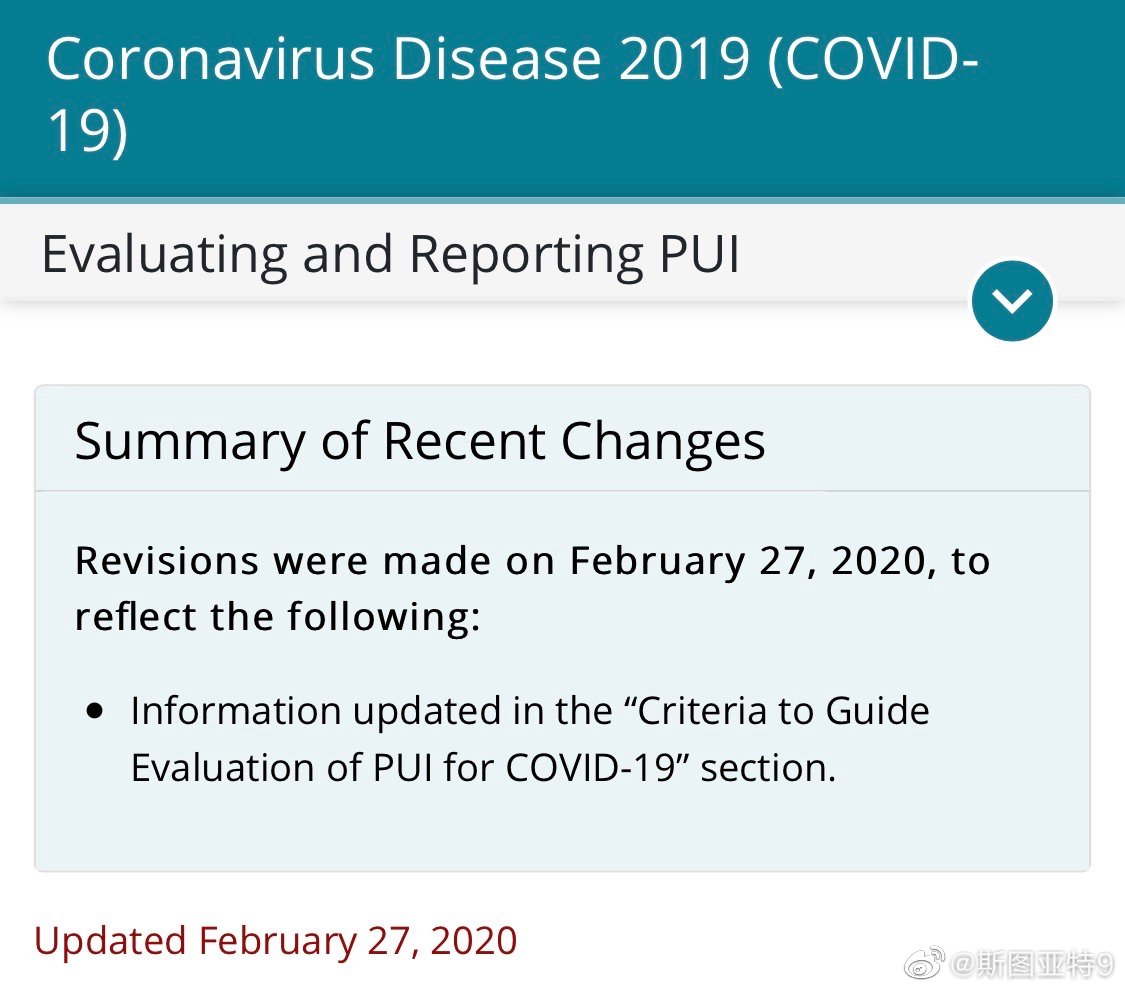 Coronavirus Disease 2019 (COVID-
19)
Evaluating and Reporting PUI
Summary of Recent Changes
Revisions were made on February 27, 2020, to
reflect the following:
● Information updated in the “Criteria to Guide
Evaluation of PUI for COVID-19” section.
Updated February 27, 2020
@斯图亚特9